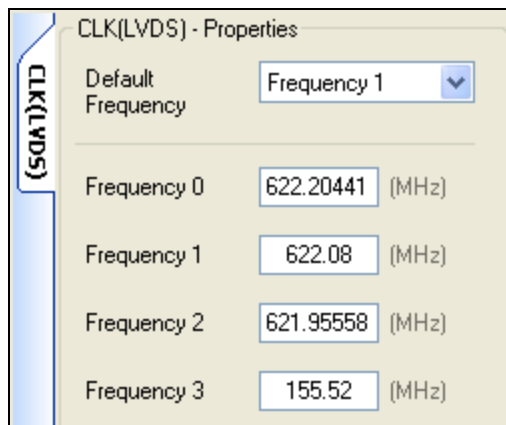 CLK(LVDS) - Properties
CLK(LVDS)
Default
Frequency
Frequency 1
Frequency 0 622.20441 (MHz)
Frequency 1 622.08 (MHz)
Frequency 2 621.95558 (MHz)
Frequency 3 155.52 (MHz)